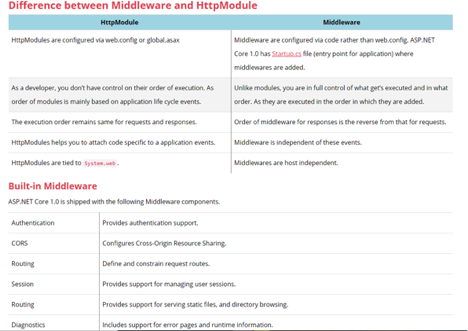 Difference between Middleware and HttpModule
HttpModule Middleware
HttpModules are configured via web.config or global.asax
Middleware are configured via code rather than web.config. ASP.NET
Core 1.0 has Startup.cs file (entry point for application) where
middlewares are added.
As a developer, you don't have control on their order of execution. As
order of modules is mainly based on application life cycle events.
Unlike modules, you are in full control of what get's executed and in what
order. As they are executed in the order in which they are added.
The execution order remains same for requests and responses.
Order of middleware for responses is the reverse from that for requests.
HttpModules helps you to attach code specific to a application events.
Middleware is independent of these events.
HttpModules are tied to System.web.
Middlewares are host independent.
Built-in Middleware
ASP.NET Core 1.0 is shipped with the following Middleware components.
Authentication Provides authentication support.
CORS Configures Cross-Origin Resource Sharing.
Routing Define and constrain request routes.
Session Provides support for managing user sessions.
Routing Provides support for serving static files, and directory browsing.
Diagnostics Includes support for error pages and runtime information.